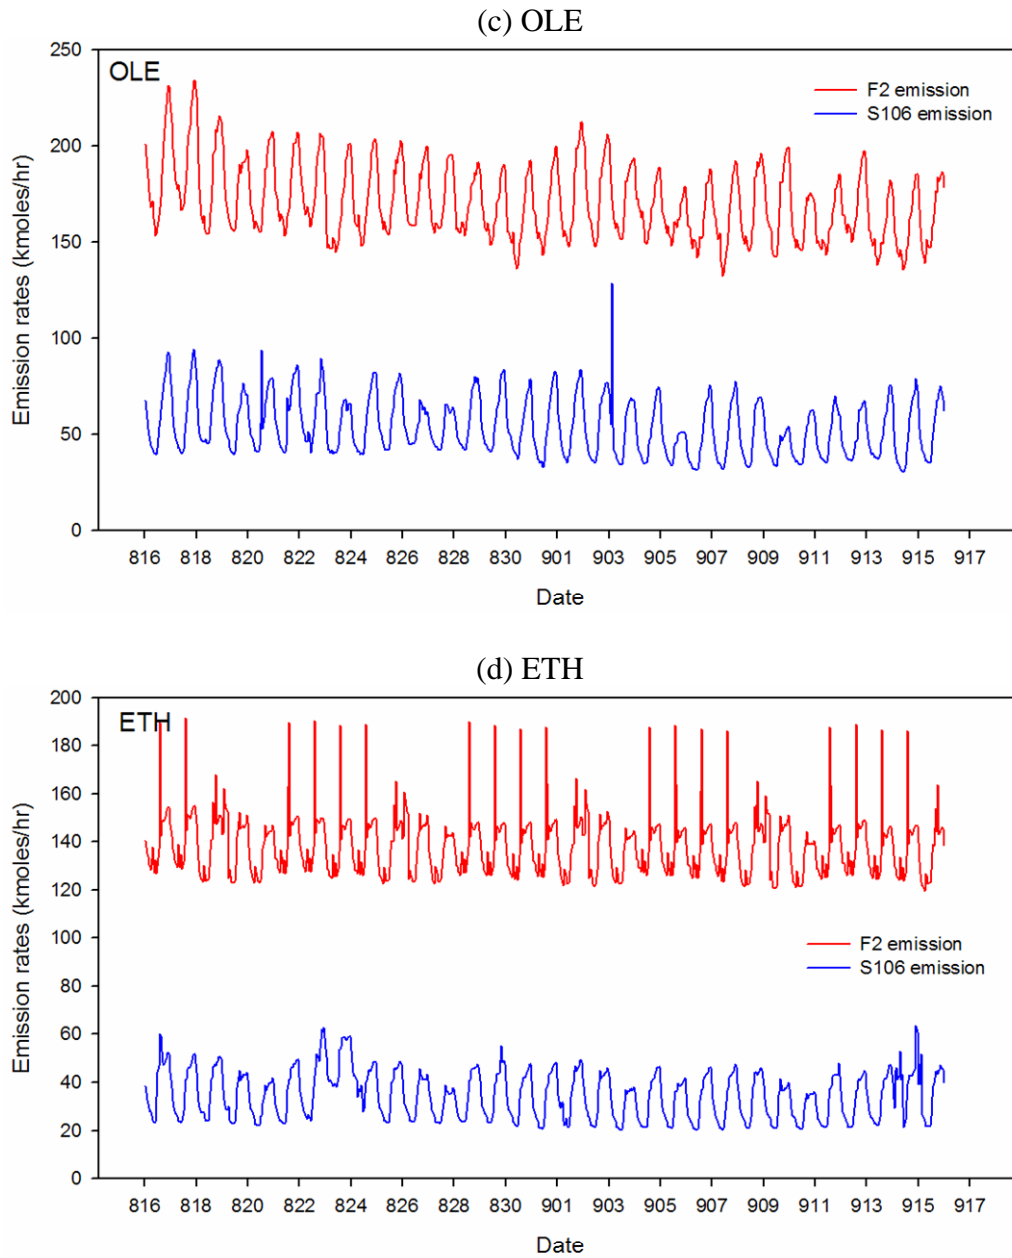 (c) OLE
250
OLE
F2 emission
S106 emission
200
150
100
50
0
Emission rates (kmoles/hr)
816 818 820 822 824 826 828 830 901 903 905 907 909 911 913 915 917
Date
(d) ETH
200
ETH
180
160
140
120
100
F2 emission
S106 emission
80
60
40
20
0
Emission rates (kmoles/hr)
816 818 820 822 824 826 828 830 901 903 905 907 909 911 913 915 917
Date